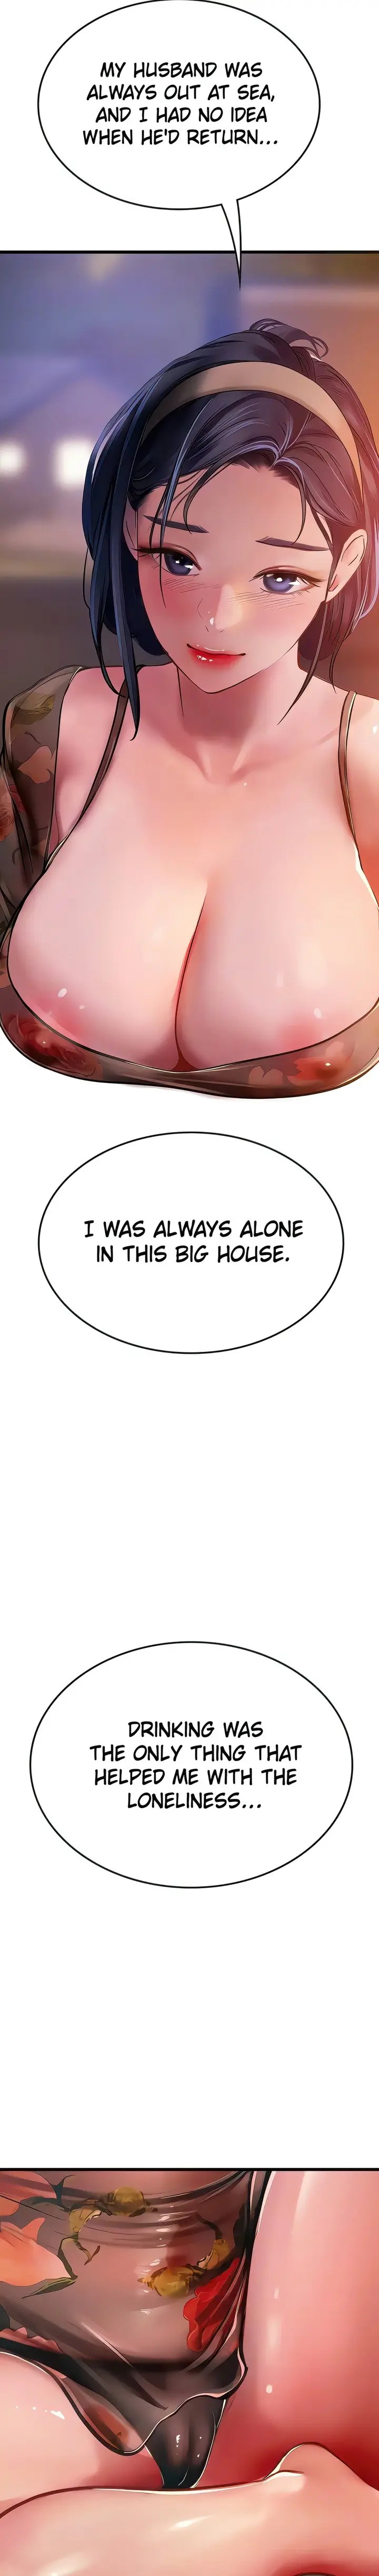 MY HUSBAND WAS
ALWAYS OUT AT SEA,
AND I HAD NO IDEA
WHEN HE'D RETURN...
I WAS ALWAYS ALONE
IN THIS BIG HOUSE.
DRINKING WAS
THE ONLY THING THAT
HELPED ME WITH THE
LONELINESS...